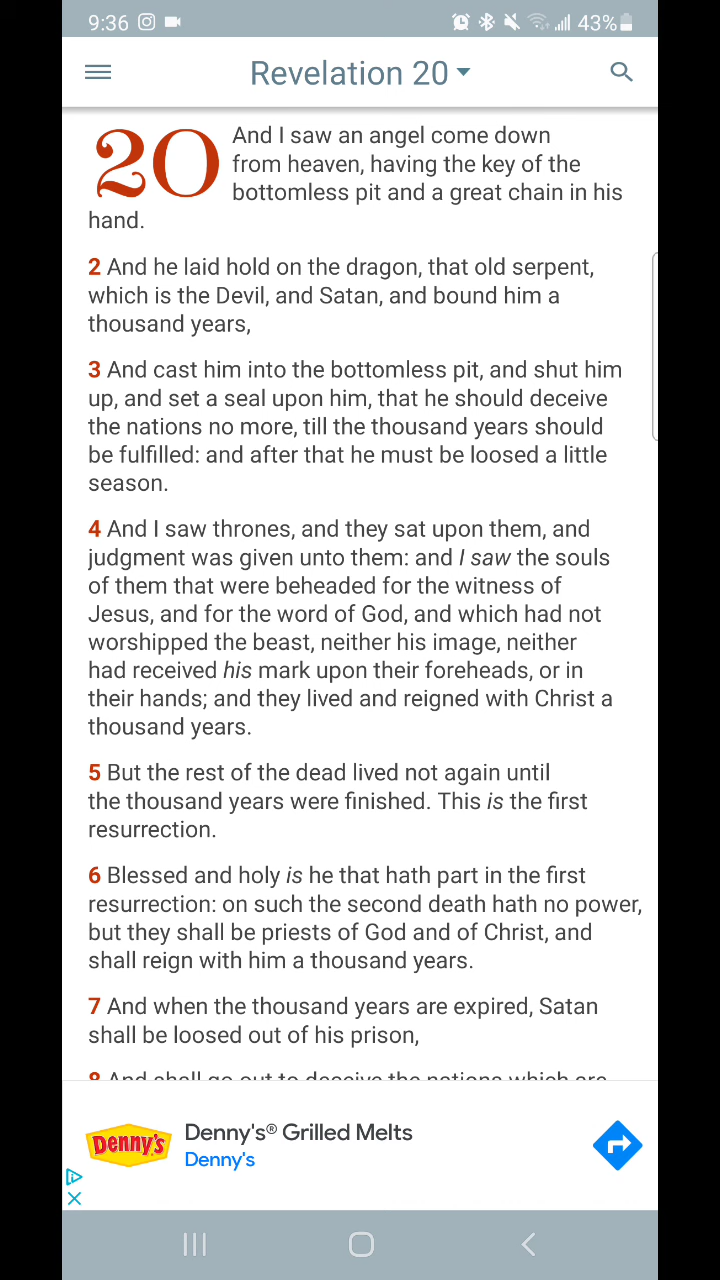 9:36 43%
Revelation 20
20 And I saw an angel come down
from heaven, having the key of the
bottomless pit and a great chain in his
hand.
2 And he laid hold on the dragon, that old serpent,
which is the Devil, and Satan, and bound him a
thousand years,
3 And cast him into the bottomless pit, and shut him
up, and set a seal upon him, that he should deceive
the nations no more, till the thousand years should
be fulfilled: and after that he must be loosed a little
season.
4 And I saw thrones, and they sat upon them, and
judgment was given unto them: and I saw the souls
of them that were beheaded for the witness of
Jesus, and for the word of God, and which had not
worshipped the beast, neither his image, neither
had received his mark upon their foreheads, or in
their hands; and they lived and reigned with Christ a
thousand years.
5 But the rest of the dead lived not again until
the thousand years were finished. This is the first
resurrection.
6 Blessed and holy is he that hath part in the first
resurrection: on such the second death hath no power,
but they shall be priests of God and of Christ, and
shall reign with him a thousand years.
7 And when the thousand years are expired, Satan
shall be loosed out of his prison,
8 And shall go out to deceive the nations which are
Denny's
Denny's® Grilled Melts
Denny's